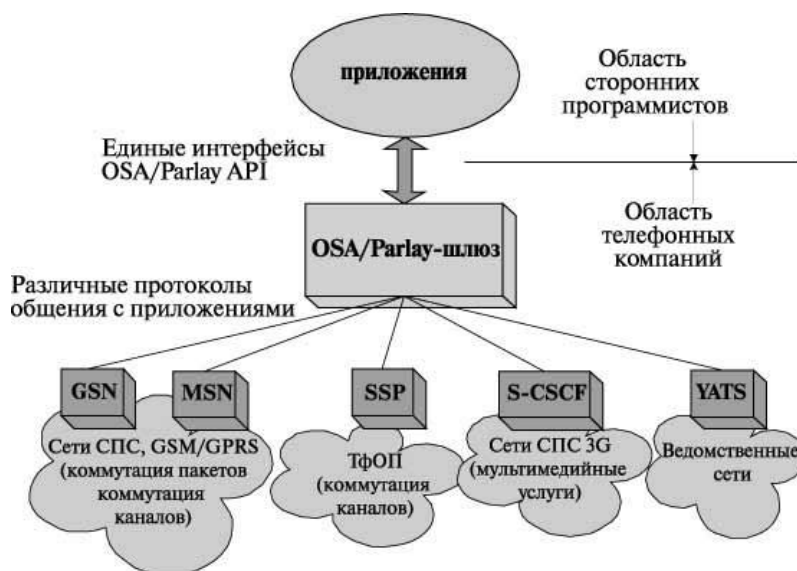 приложения
Область
сторонних
программистов
Единые интерфейсы
OSA/Parlay API
Область
телефонных
компаний
OSA/Parlay-шлюз
Различные протоколы
общения с приложениями
GSN
MSN
SSP
S-CSCF
YATS
Сети СПС, GSM/GPRS
(коммутация пакетов
коммутация
каналов)
ТфОП
(коммутация
каналов)
Сети СПС 3G
(мультимедийные
услуги)
Ведомственные
сети